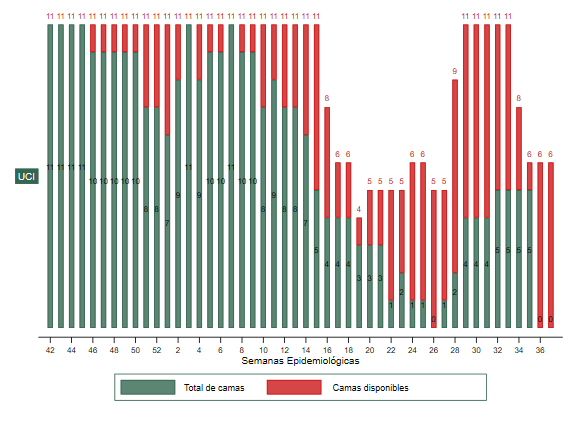 11 11 11 11 11 11 11 11 11 11 11 11 11 11 11 11 11 11 11 11 11 11 11 11 11 11 8 6 6 4 5 5 5 5 6 6 5 5 9 11 11 11 11 11 8 6 6 6
UCI
11 11 11 11 10 10 10 10 10 8 8 7 9 11 9 10 10 11 10 10 8 9 8 8 7 5 4 4 4 3 3 3 1 2 1 1 0 1 2 4 4 4 5 5 5 5 0 0
42 44 46 48 50 52 2 4 6 8 10 12 14 16 18 20 22 24 26 28 30 32 34 36
Semanas Epidemiológicas
Total de camas Camas disponibles